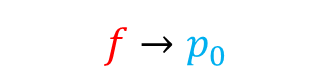 f → p₀